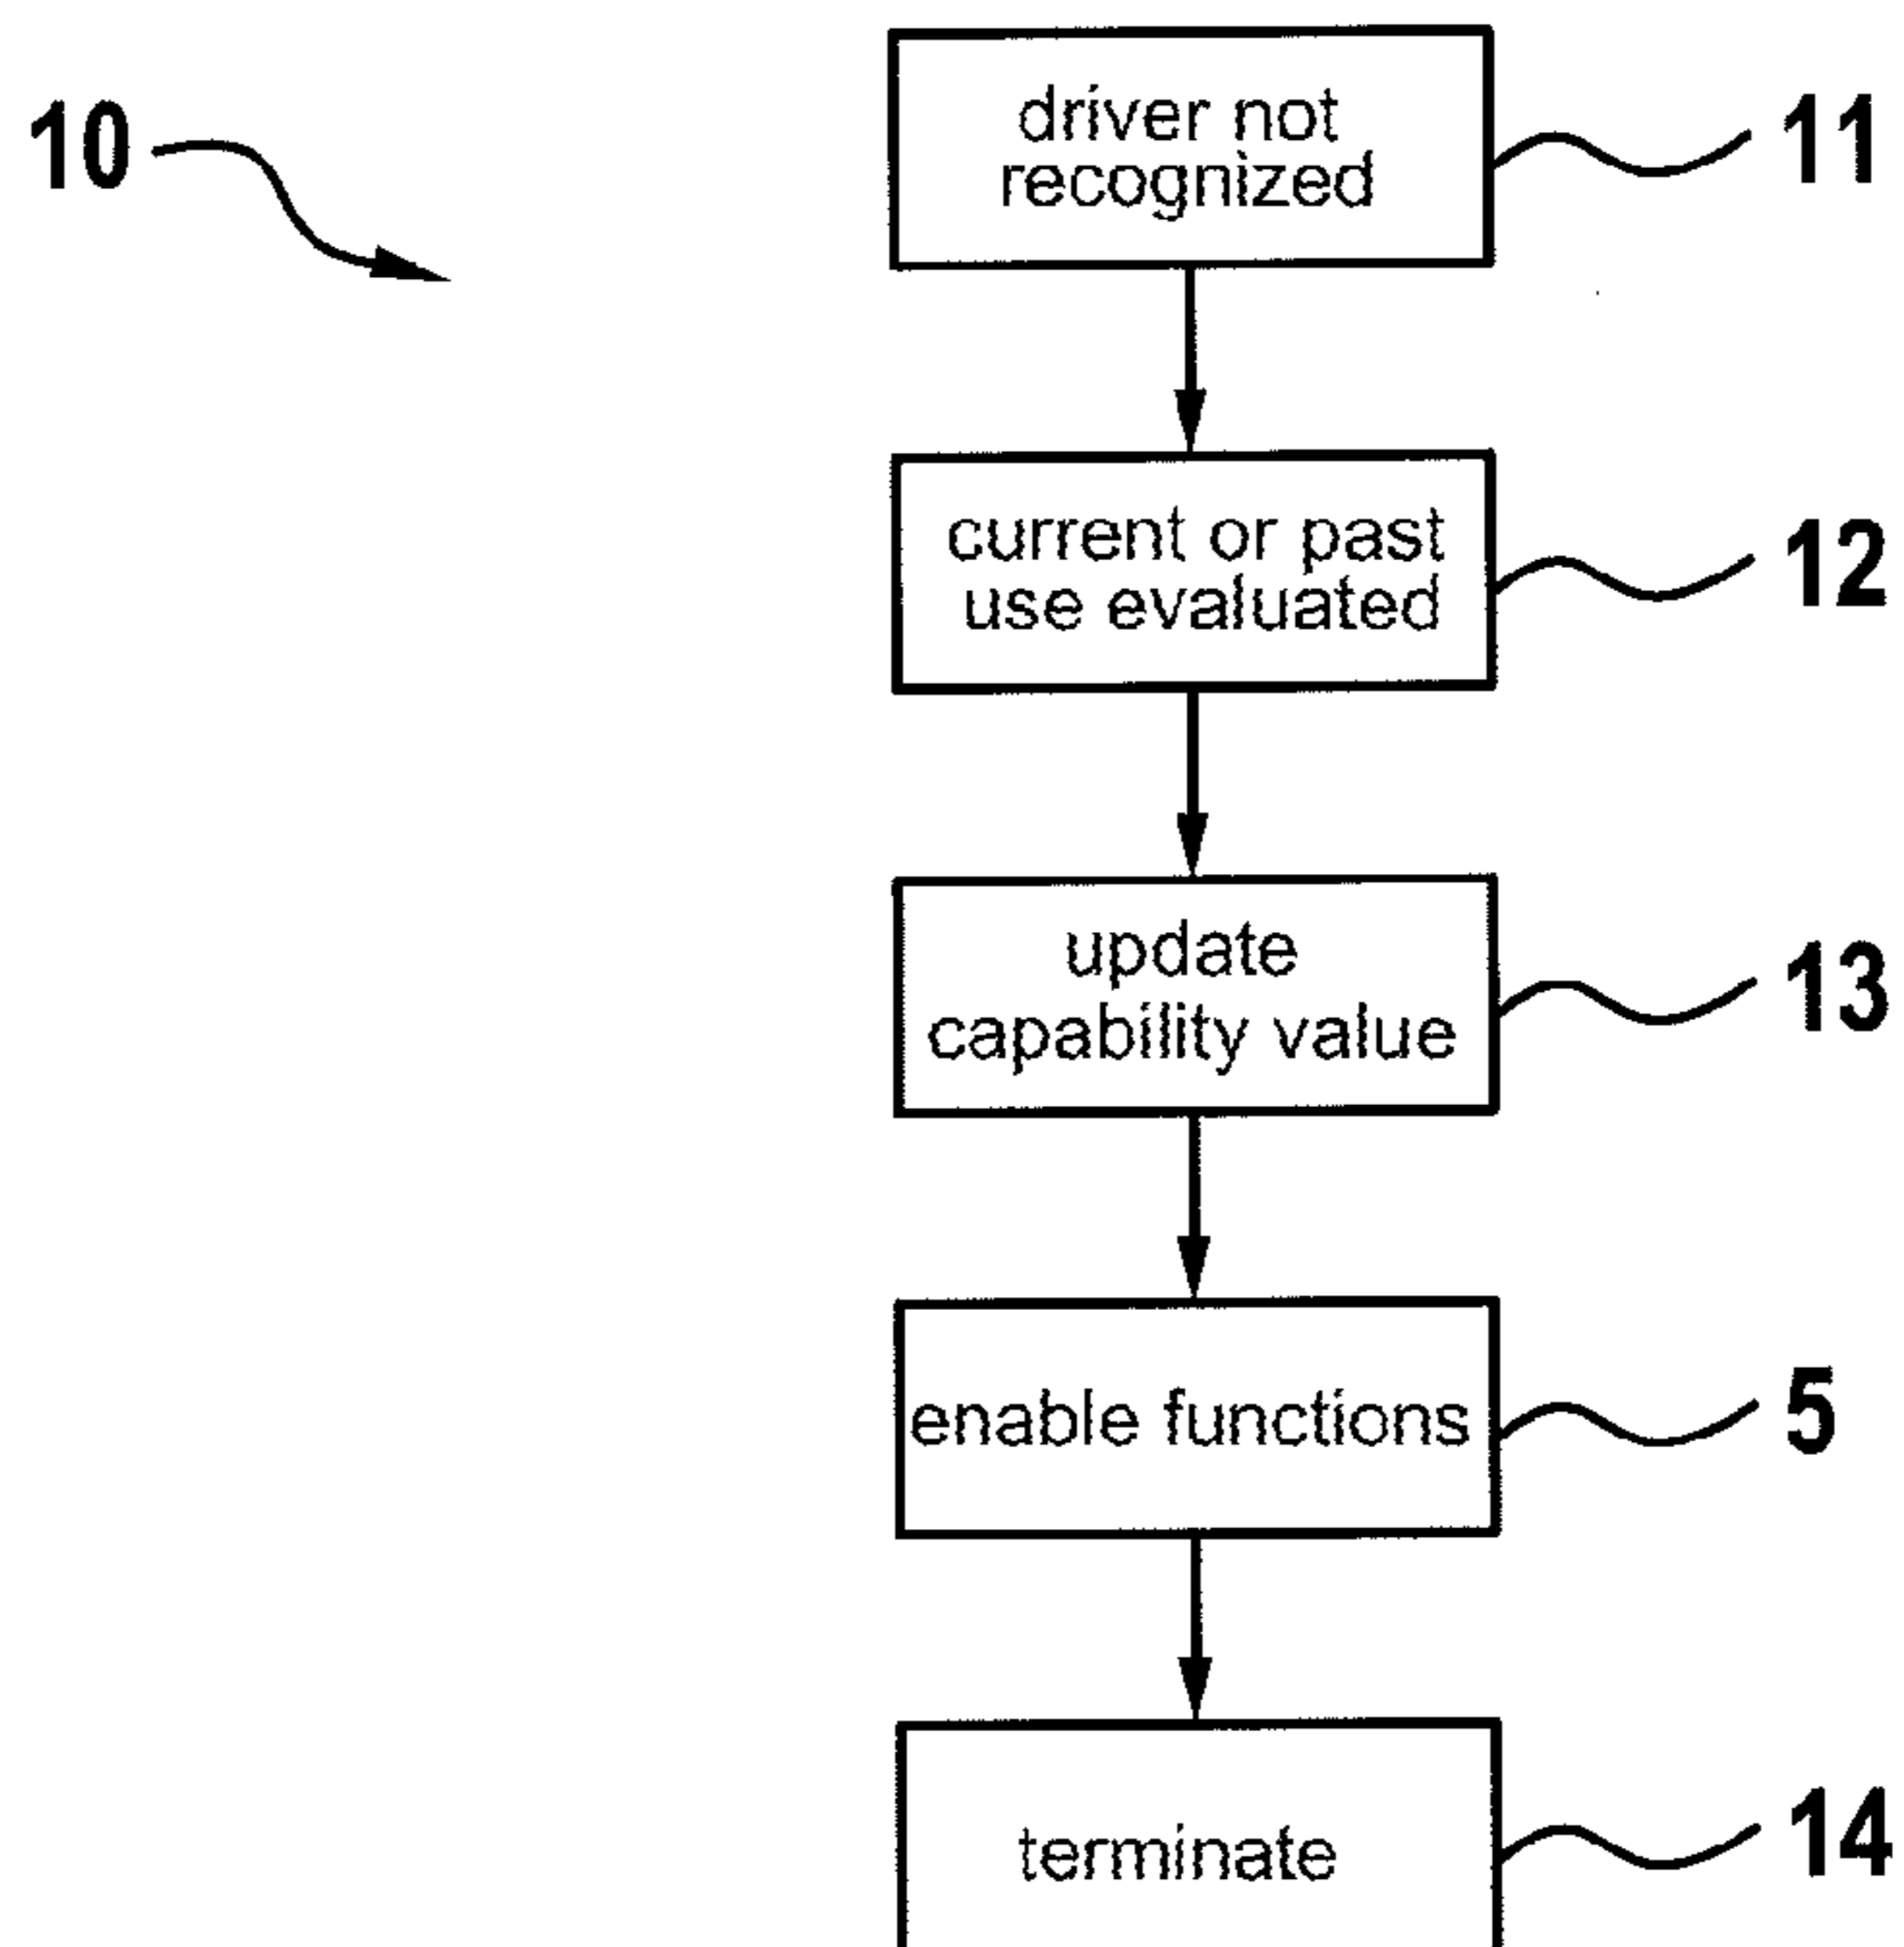 10
driver not
recognized
11
current or past
use evaluated
12
update
capability value
13
enable functions
5
terminate
14